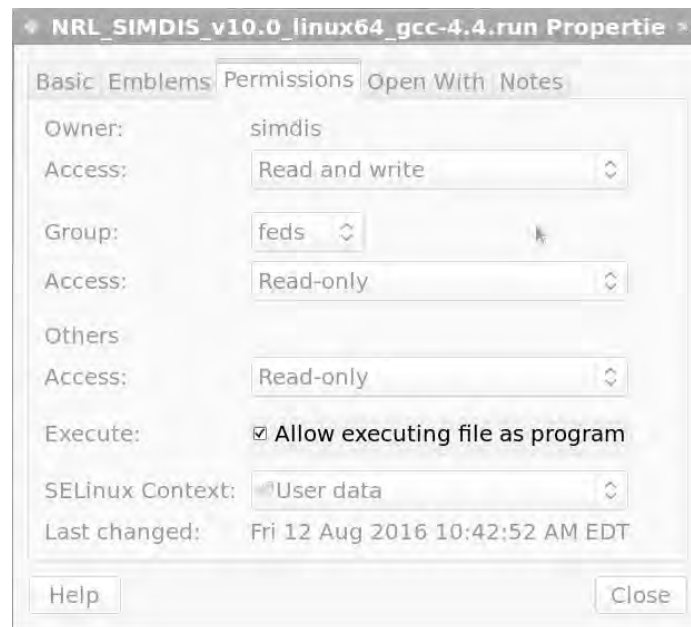 NRL_SIMDIS_v10.0_linux64_gcc-4.4.run Propertie
Basic Emblems Permissions Open With Notes
Owner: simdis
Access: Read and write
Group: feds
Access: Read-only
Others
Access: Read-only
Execute: Allow executing file as program
SELinux Context: User data
Last changed: Fri 12 Aug 2016 10:42:52 AM EDT
Help Close